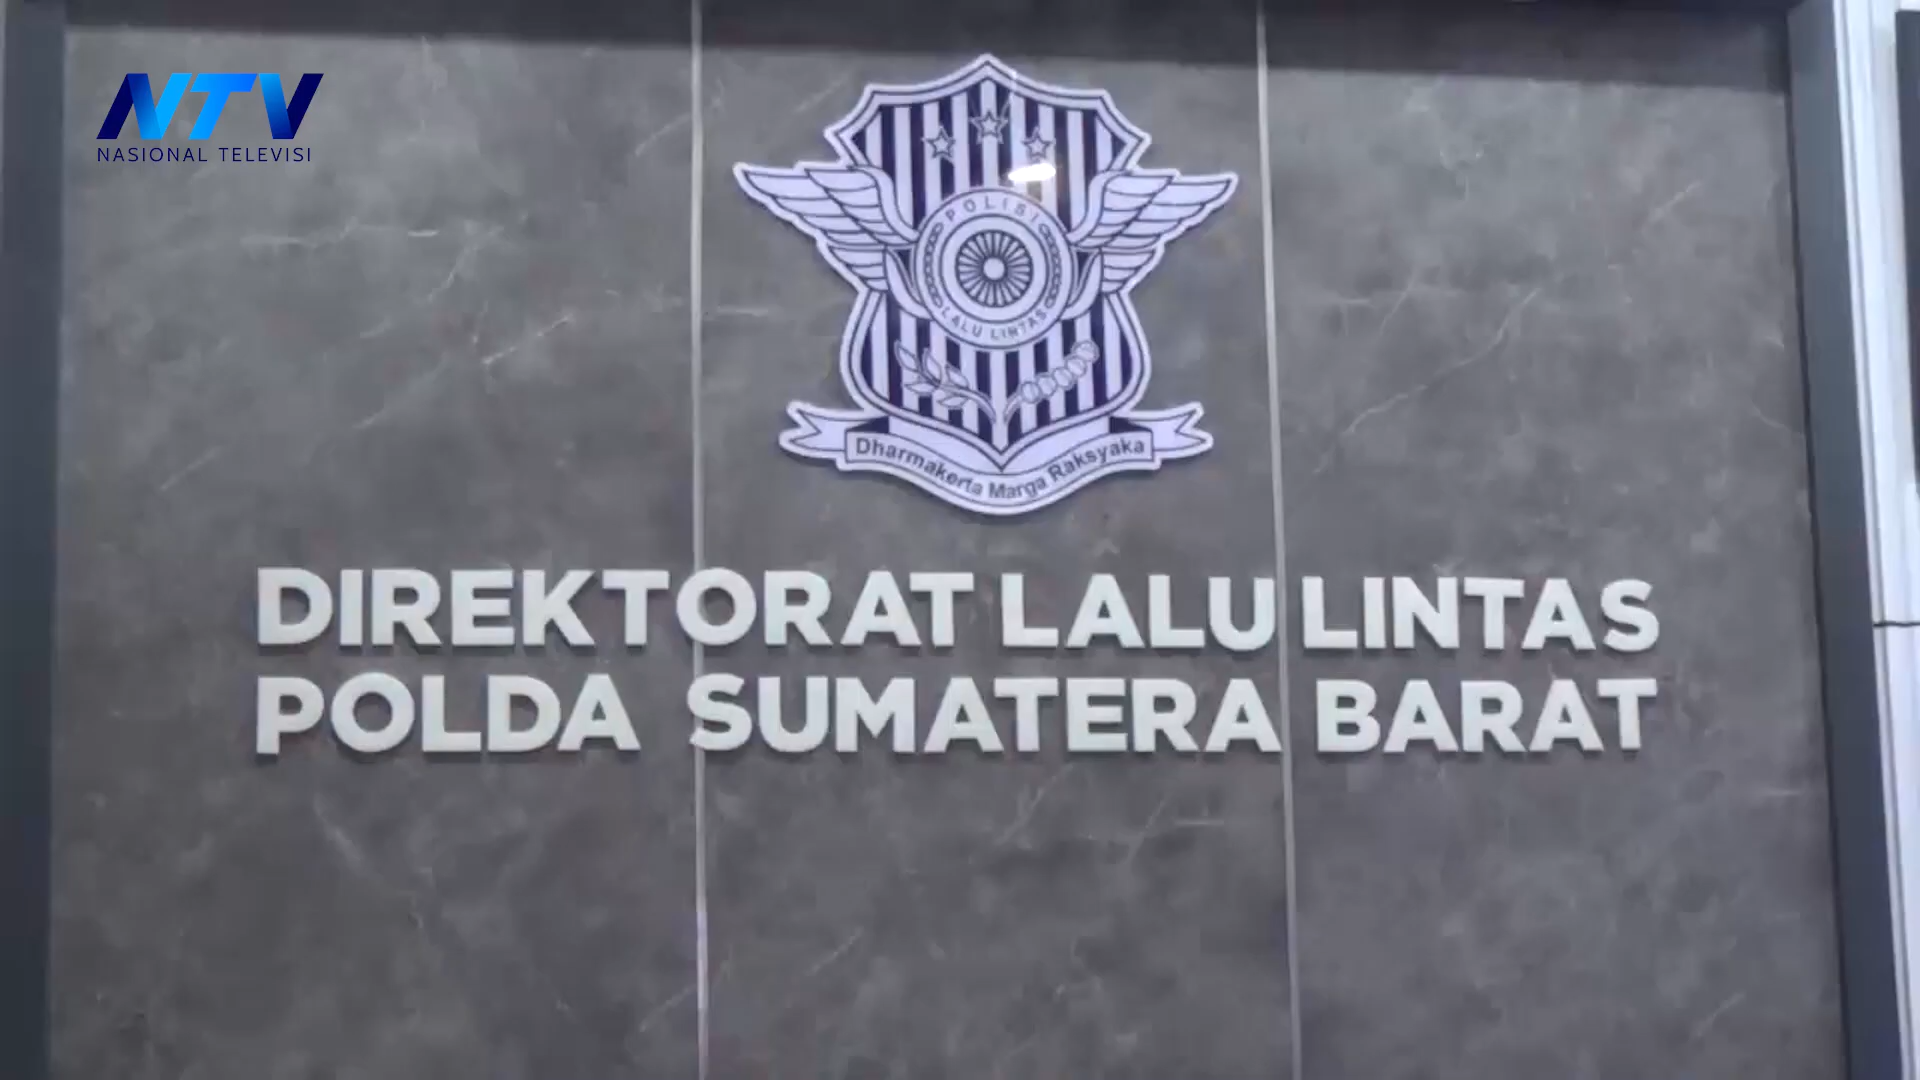 NTV
NASIONAL TELEVISI
POLISI
LALU LINTAS
Dharmakerta Marga Raksyaka
DIREKTORAT LALU LINTAS
POLDA SUMATERA BARAT